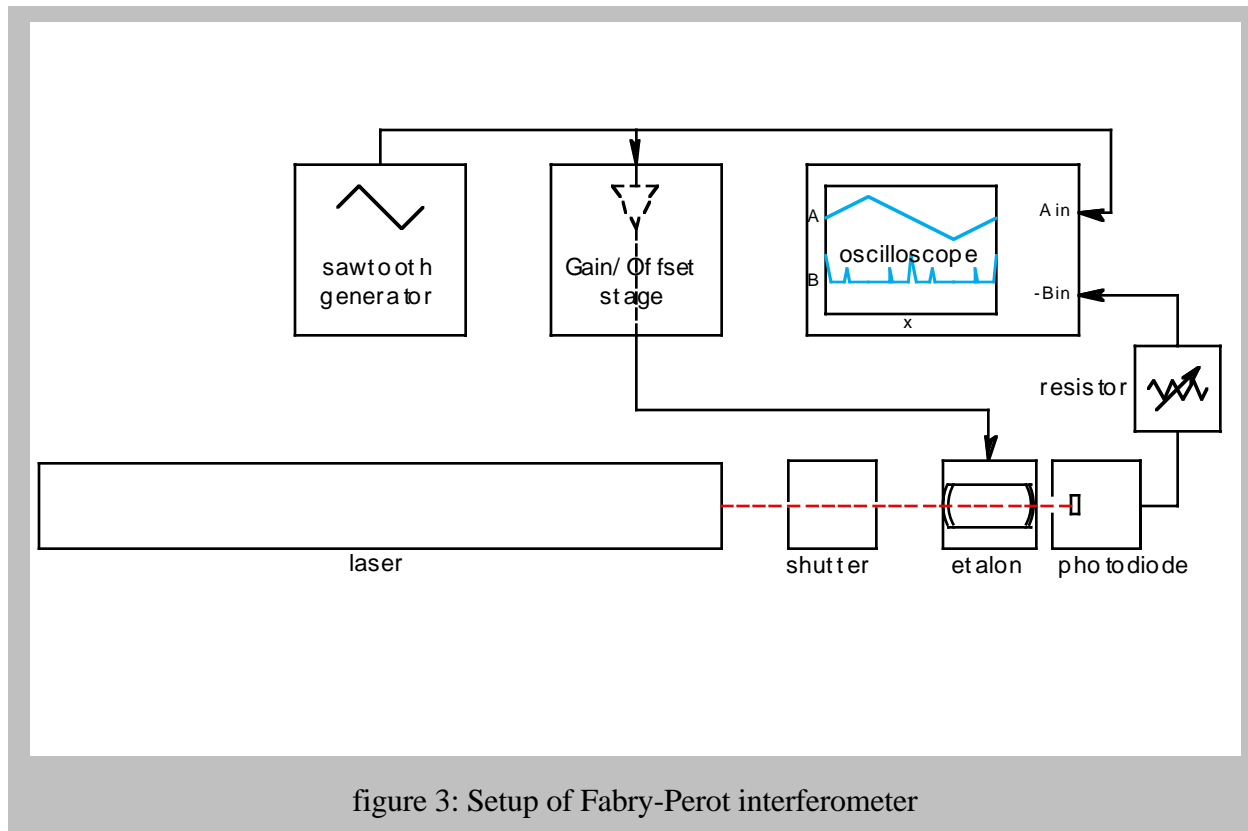 sawtooth
generator
Gain/Offset
stage
A
B
oscilloscope
x
A in
-Bin
resistor
laser
shutter
etalon
photodiode
figure 3: Setup of Fabry-Perot interferometer